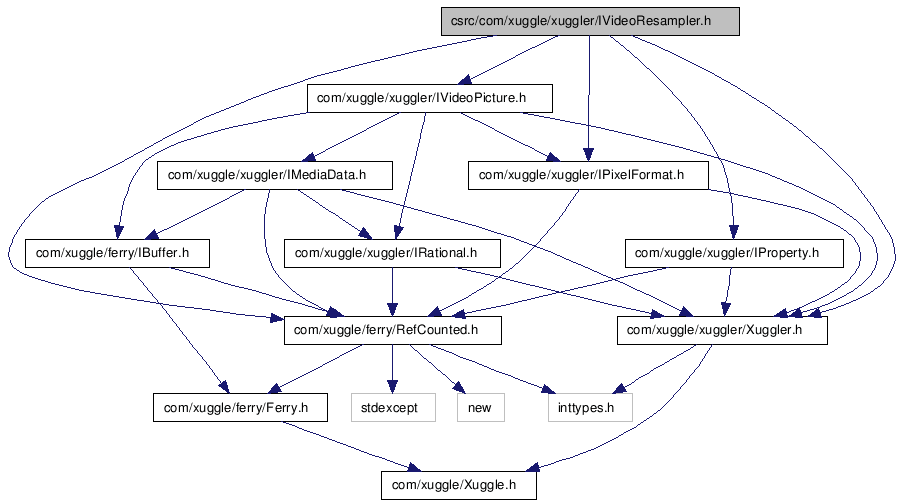 csrc/com/xuggle/xuggler/IVideoResampler.h
com/xuggle/xuggler/IVideoPicture.h
com/xuggle/xuggler/IMediaData.h
com/xuggle/xuggler/IPixelFormat.h
com/xuggle/ferry/IBuffer.h
com/xuggle/xuggler/IRational.h
com/xuggle/xuggler/IProperty.h
com/xuggle/ferry/RefCounted.h
com/xuggle/xuggler/Xuggler.h
com/xuggle/ferry/Ferry.h
stdexcept
new
inttypes.h
com/xuggle/Xuggle.h